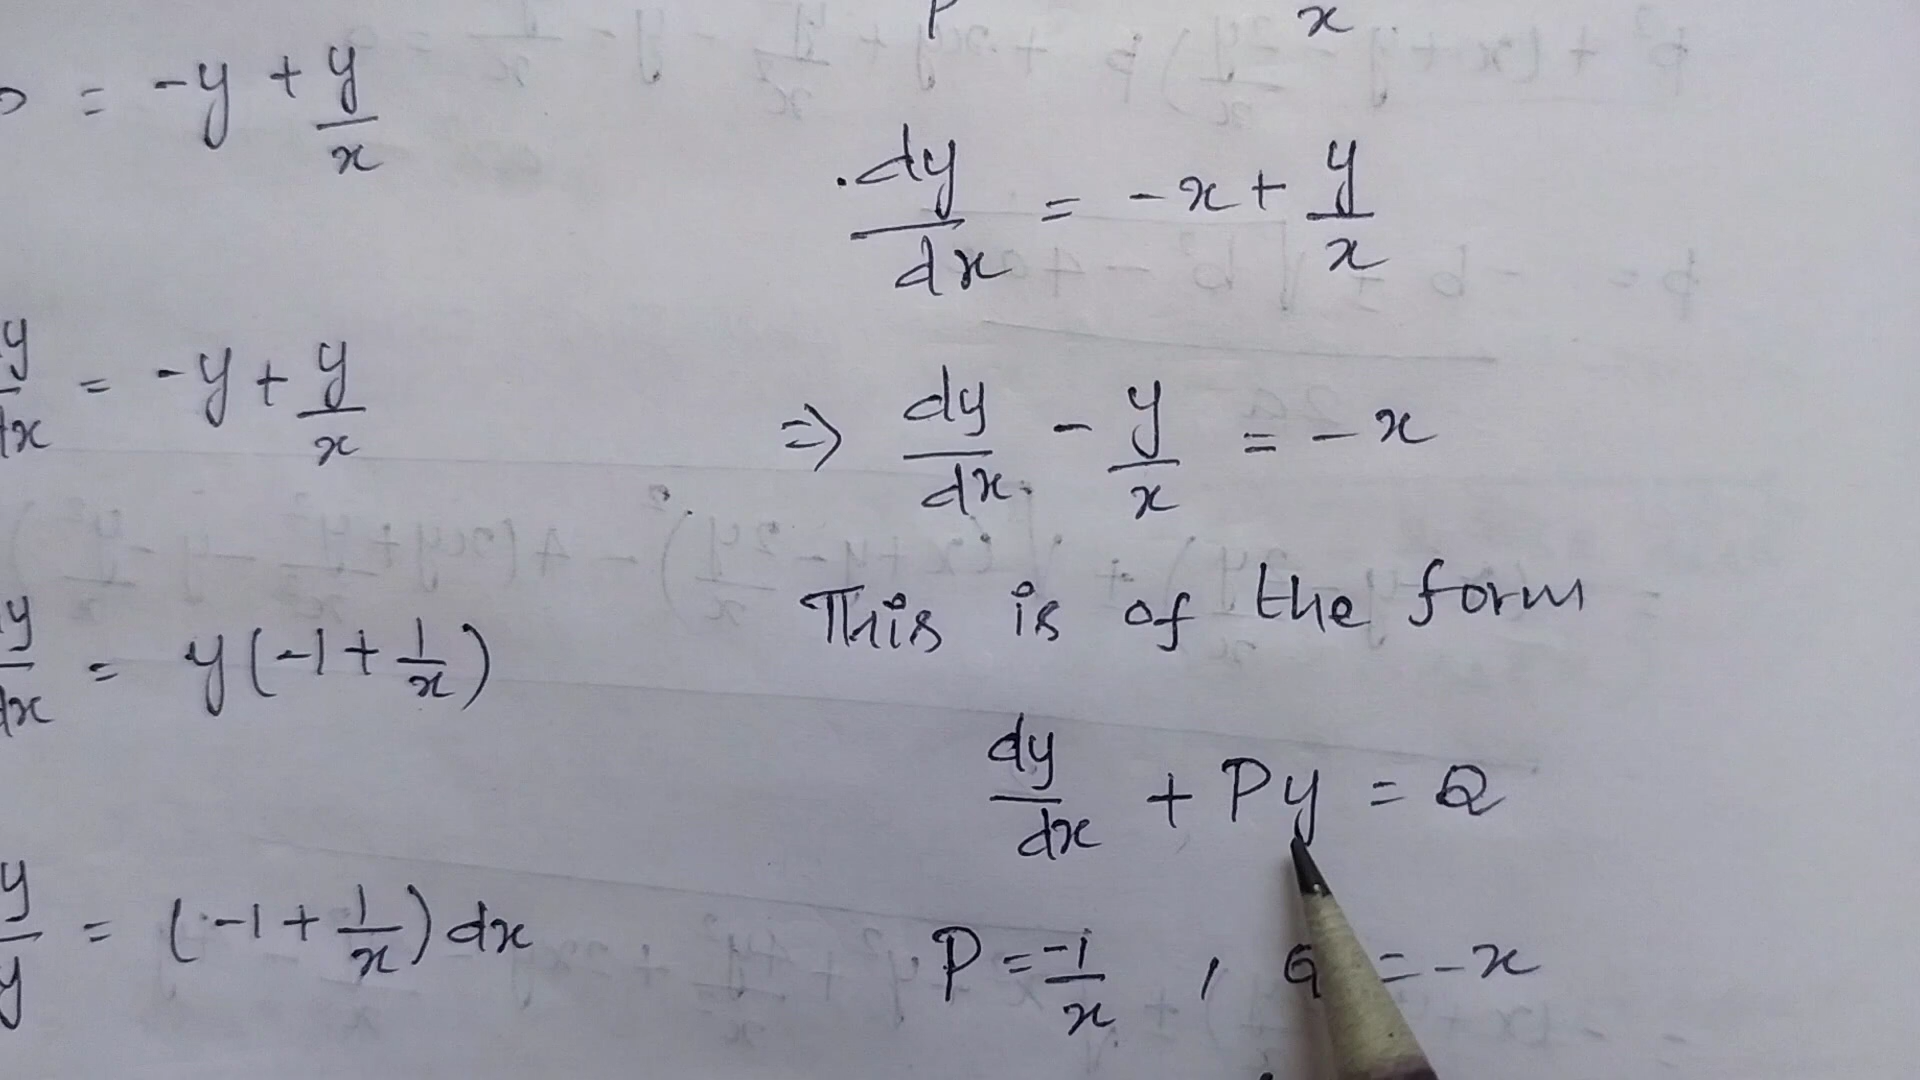 = -y + y/x
dy/dx = -y + y/x
dy/dx = y(-1 + 1/x)
dy/y = (-1 + 1/x) dx
x
dy/dx = -x + y/x
⇒ dy/dx - y/x = -x
This is of the form
dy/dx + Py = Q
P = -1/x , Q = -x